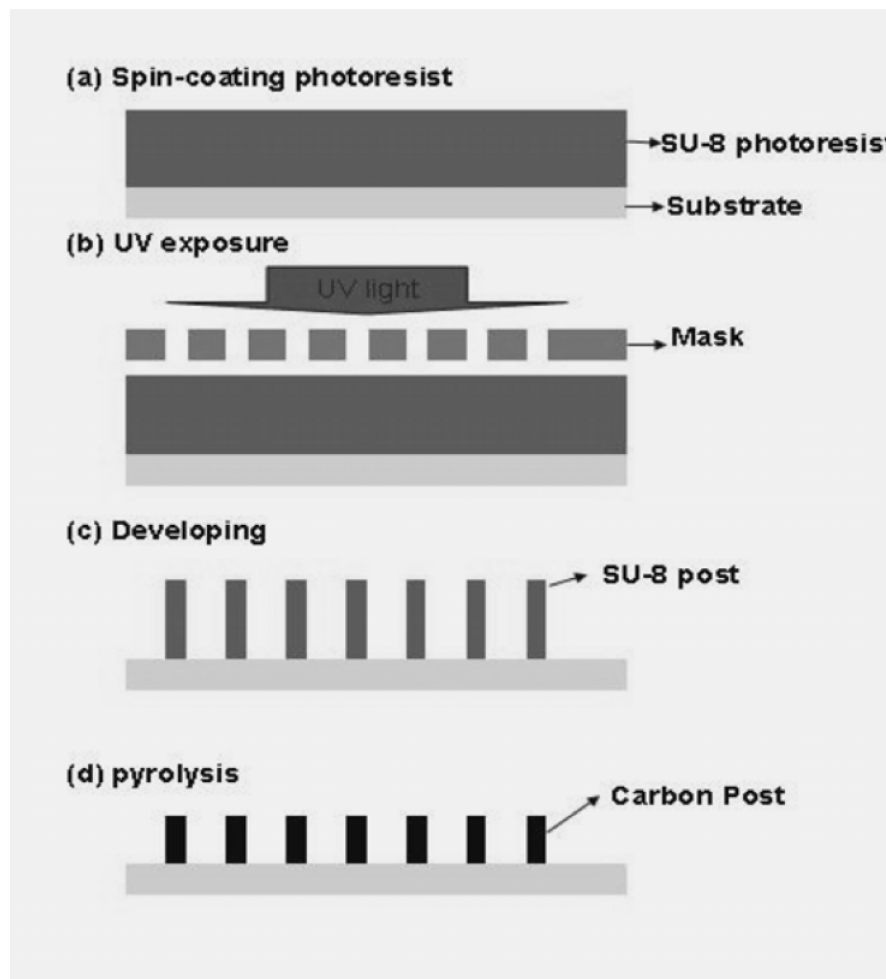 (a) Spin-coating photoresist
SU-8 photoresist
Substrate
(b) UV exposure
UV light
Mask
(c) Developing
SU-8 post
(d) pyrolysis
Carbon Post